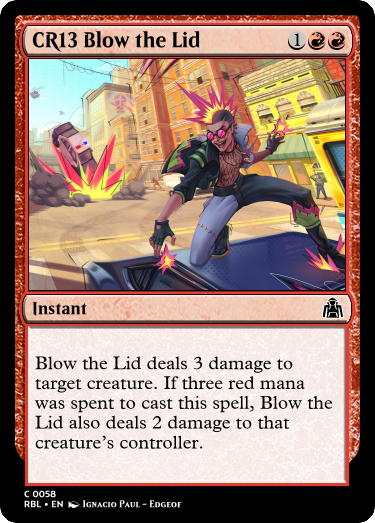 CR13 Blow the Lid
1
Instant
Blow the Lid deals 3 damage to
target creature. If three red mana
was spent to cast this spell, Blow the
Lid also deals 2 damage to that
creature's controller.
C 0058
RBL • EN Ignacio Paul – Edgeof